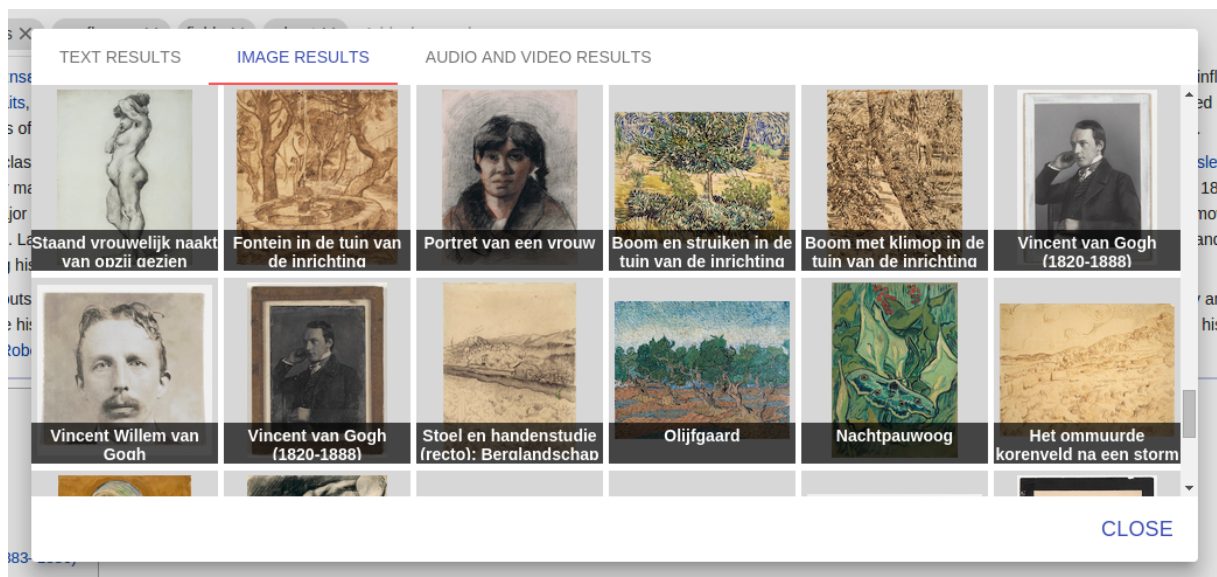 TEXT RESULTS
IMAGE RESULTS
AUDIO AND VIDEO RESULTS
Staand vrouwelijk naakt
van opzij gezien
Fontein in de tuin van
de inrichting
Portret van een vrouw
Boom en struiken in de
tuin van de inrichting
Boom met klimop in de
tuin van de inrichting
Vincent van Gogh
(1820-1888)
Vincent Willem van
Gogh
Vincent van Gogh
(1820-1888)
Stoel en handenstudie
(recto): Berglandschap
Olijfgaard
Nachtpauwoog
Het ommuurde
korenveld na een storm
CLOSE